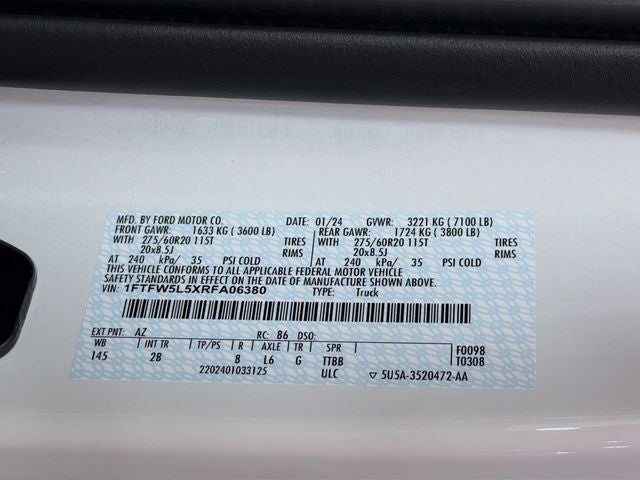 MFD. BY FORD MOTOR CO. DATE: 01/24 GVWR: 3221 KG ( 7100 LB)
FRONT GAWR: 1633 KG ( 3600 LB) REAR GAWR: 1724 KG ( 3800 LB)
WITH 275/60R20 115T TIRES WITH 275/60R20 115T TIRES
20x8.5J RIMS 20x8.5J RIMS
AT 240 kPa/ 35 PSI COLD AT 240 kPa/ 35 PSI COLD
THIS VEHICLE CONFORMS TO ALL APPLICABLE FEDERAL MOTOR VEHICLE
SAFETY STANDARDS IN EFFECT ON THE DATE OF MANUFACTURE SHOWN ABOVE.
VIN: 1FTFW5L5XRFA06380 TYPE: Truck
EXT PNT: AZ RC: B6 DSO:
WB INT TR TP/PS R AXLE TR SPR F0098
145 2B 8 L6 G TTBB T0308
2202401033125 ULC ▽ 5U5A-3520472-AA